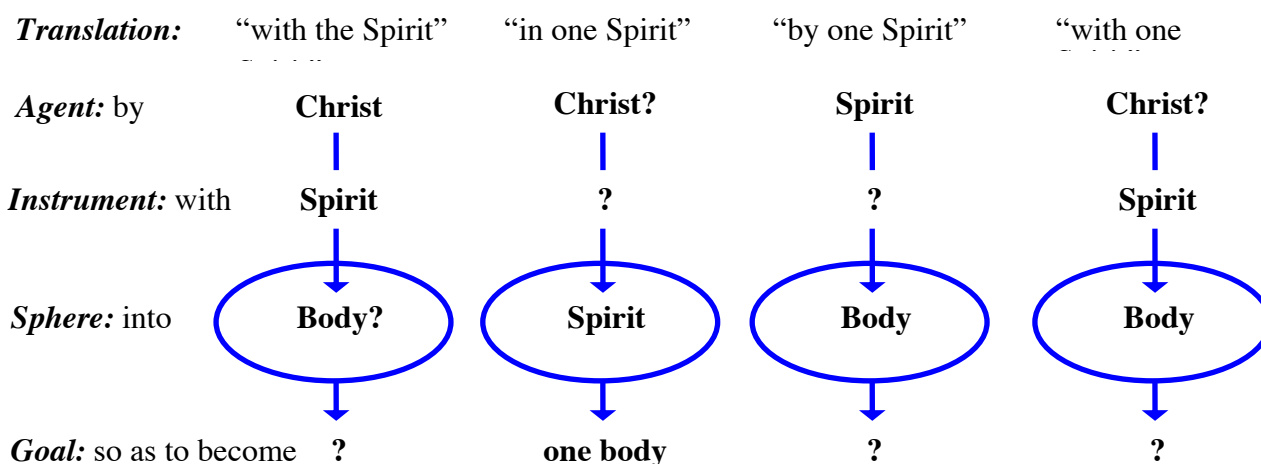 Translation: “with the Spirit” “in one Spirit” “by one Spirit” “with one
Agent: by Christ Christ? Spirit Christ?
Instrument: with Spirit ? ? Spirit
Sphere: into Body? Spirit Body Body
Goal: so as to become ? one body ? ?